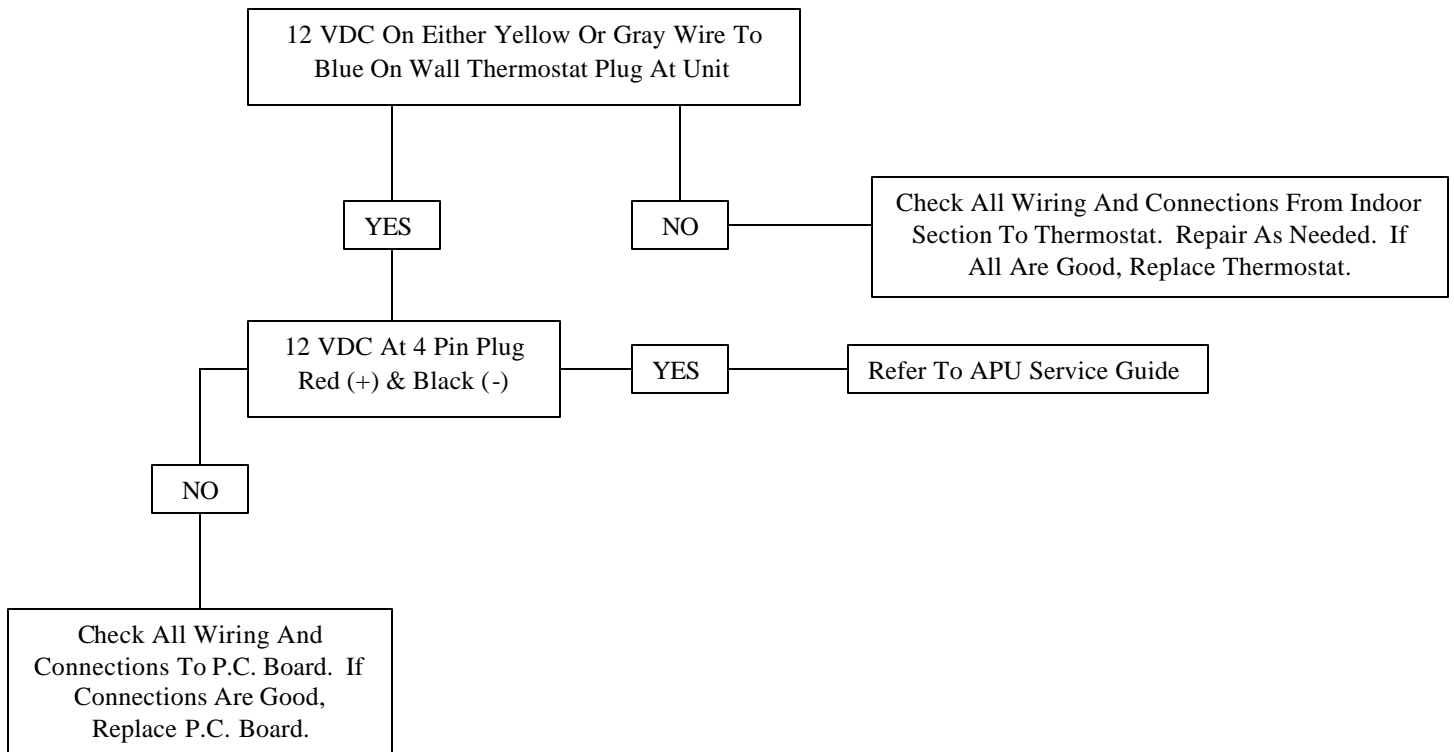 12 VDC On Either Yellow Or Gray Wire To
Blue On Wall Thermostat Plug At Unit
YES
NO
Check All Wiring And Connections From Indoor
Section To Thermostat. Repair As Needed. If
All Are Good, Replace Thermostat.
12 VDC At 4 Pin Plug
Red (+) & Black (-)
YES
Refer To APU Service Guide
NO
Check All Wiring And
Connections To P.C. Board. If
Connections Are Good,
Replace P.C. Board.